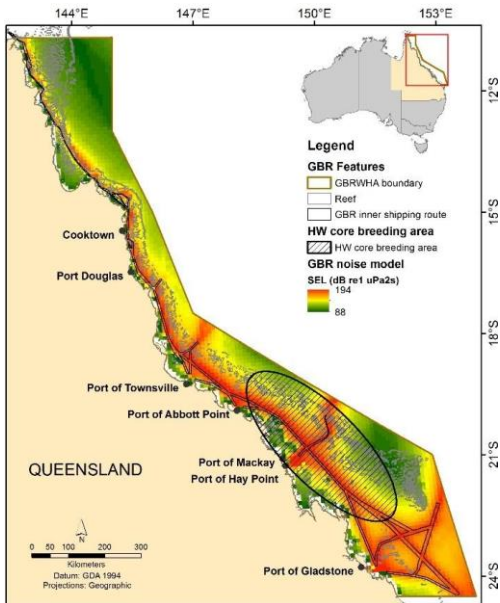 144°E
147°E
150°E
153°E
12°S
15°S
18°S
21°S
24°S
Legend
GBR Features
GBRWHA boundary
Reef
GBR inner shipping route
HW core breeding area
HW core breeding area
GBR noise model
SEL (dB re1 uPa2s)
194
88
Cooktown
Port Douglas
Port of Townsville
Port of Abbott Point
Port of Mackay
Port of Hay Point
QUEENSLAND
Port of Gladstone
N
0 50 100 200 300
Kilometers
Datum: GDA 1994
Projections: Geographic